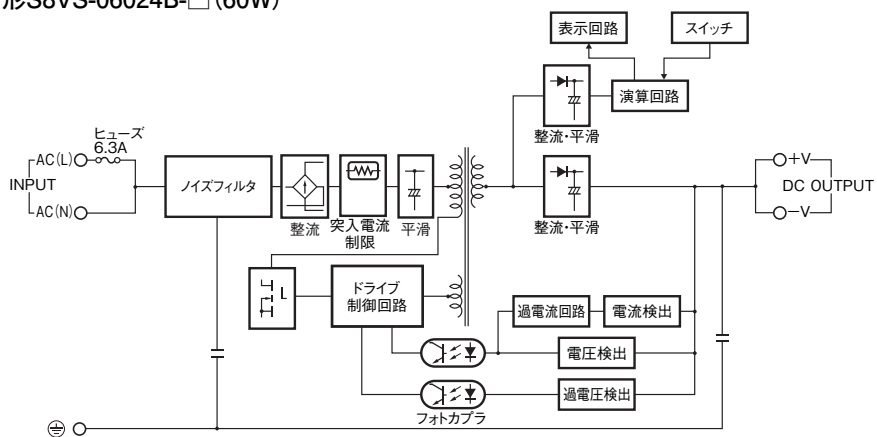 形S8VS-06024B-□ (60W)
表示回路
スイッチ
演算回路
整流・平滑
ヒューズ
6.3A
AC(L)
INPUT
AC(N)
ノイズフィルタ
整流
突入電流
制限
平滑
整流・平滑
+V
DC OUTPUT
−V
ドライブ
制御回路
過電流回路
電流検出
電圧検出
過電圧検出
フォトカプラ